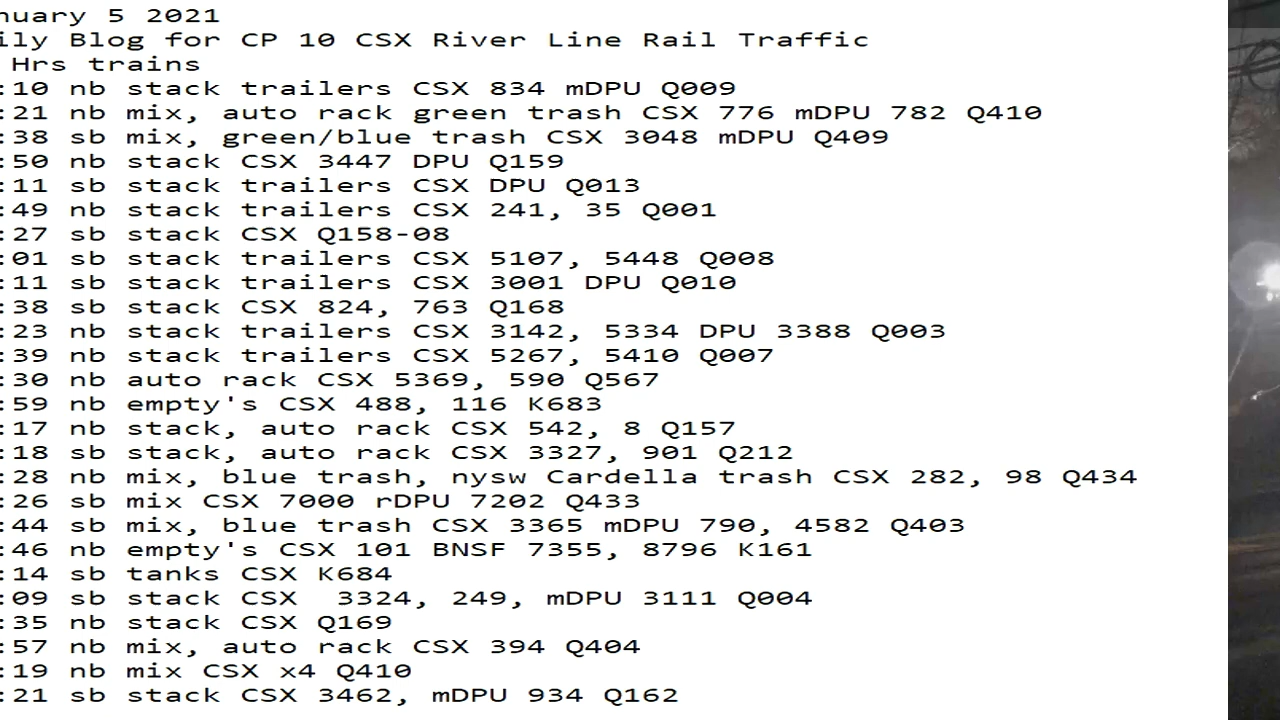 nuary 5 2021
ily Blog for CP 10 CSX River Line Rail Traffic
Hrs trains
:10 nb stack trailers CSX 834 mDPU Q009
:21 nb mix, auto rack green trash CSX 776 mDPU 782 Q410
:38 sb mix, green/blue trash CSX 3048 mDPU Q409
:50 nb stack CSX 3447 DPU Q159
:11 sb stack trailers CSX DPU Q013
:49 nb stack trailers CSX 241, 35 Q001
:27 sb stack CSX Q158-08
:01 sb stack trailers CSX 5107, 5448 Q008
:11 sb stack trailers CSX 3001 DPU Q010
:38 sb stack CSX 824, 763 Q168
:23 nb stack trailers CSX 3142, 5334 DPU 3388 Q003
:39 nb stack trailers CSX 5267, 5410 Q007
:30 nb auto rack CSX 5369, 590 Q567
:59 nb empty's CSX 488, 116 K683
:17 nb stack, auto rack CSX 542, 8 Q157
:18 sb stack, auto rack CSX 3327, 901 Q212
:28 nb mix, blue trash, nysw Cardella trash CSX 282, 98 Q434
:26 sb mix CSX 7000 rDPU 7202 Q433
:44 sb mix, blue trash CSX 3365 mDPU 790, 4582 Q403
:46 nb empty's CSX 101 BNSF 7355, 8796 K161
:14 sb tanks CSX K684
:09 sb stack CSX  3324, 249, mDPU 3111 Q004
:35 nb stack CSX Q169
:57 nb mix, auto rack CSX 394 Q404
:19 nb mix CSX x4 Q410
:21 sb stack CSX 3462, mDPU 934 Q162